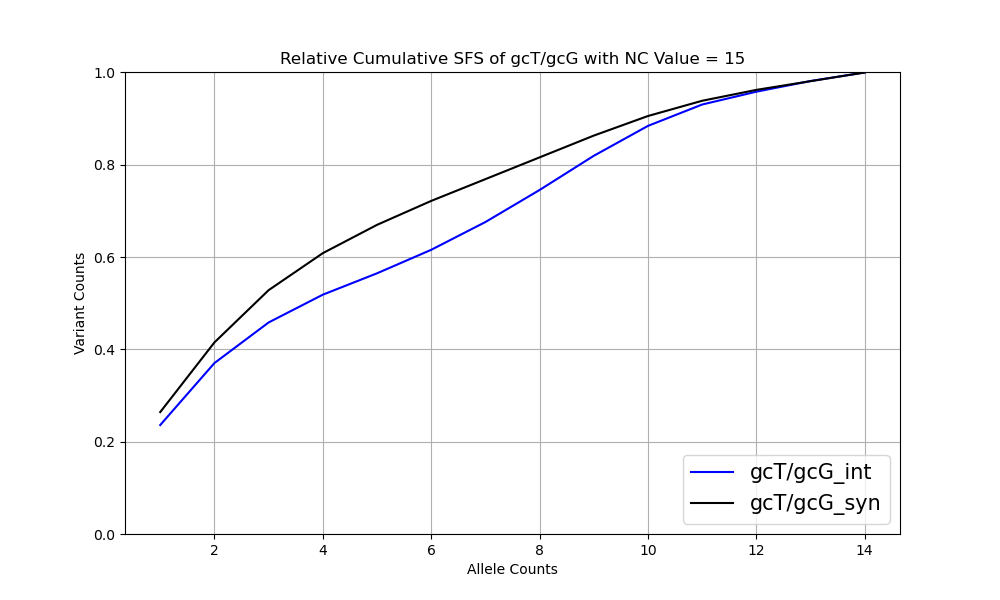 Relative Cumulative SFS of gcT/gcG with NC Value = 15
1.0
0.8
0.6
0.4
0.2
0.0
Variant Counts
2 4 6 8 10 12 14
Allele Counts
gcT/gcG_int
gcT/gcG_syn